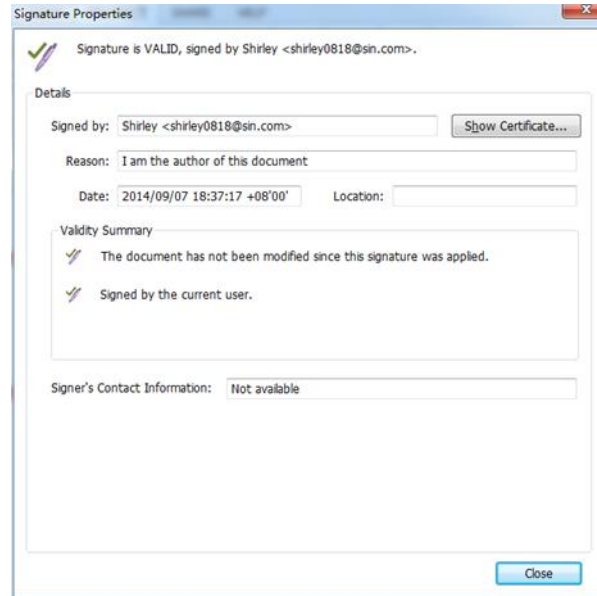 Signature Properties
HELP
Signature is VALID, signed by Shirley <shirley0818@sin.com>.
Details
Signed by: Shirley <shirley0818@sin.com> Show Certificate...
Reason: I am the author of this document
Date: 2014/09/07 18:37:17 +08'00' Location:
Validity Summary
The document has not been modified since this signature was applied.
Signed by the current user.
Signer's Contact Information: Not available
Close